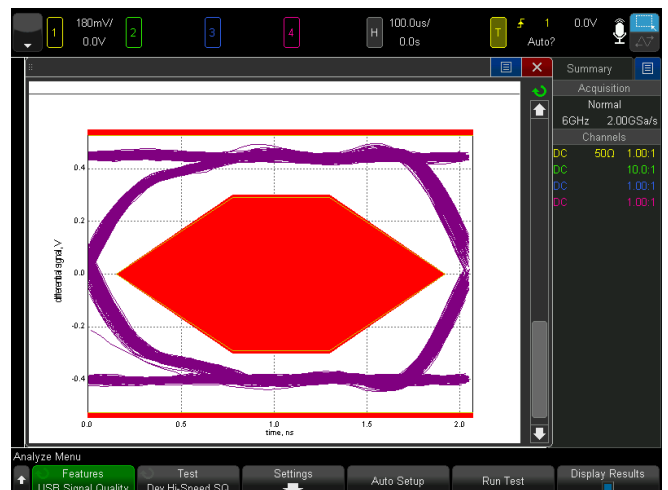 1 180mV/ 0.0V 2 3 4 H 100.0us/ 0.0s T 1 0.0V Auto?
Summary
Acquisition
Normal
6GHz 2.00GSa/s
Channels
DC 50Ω 1.00:1
DC 10.0:1
DC 1.00:1
DC 1.00:1
differential signal, V
0.4
0.2
0.0
-0.2
-0.4
0.0 0.5 1.0 1.5 2.0
time, ns
Analyze Menu
Features Test Settings Auto Setup Run Test Display Results
USB Signal Quality Dev Hi-Speed SQ